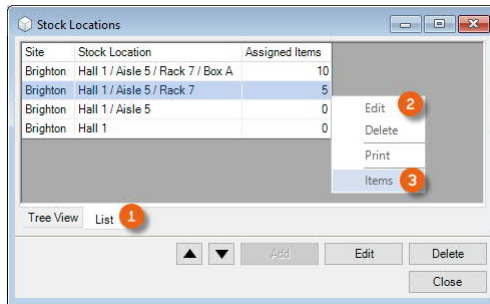 Stock Locations
Site Stock Location Assigned Items
Brighton Hall 1 / Aisle 5 / Rack 7 / Box A 10
Brighton Hall 1 / Aisle 5 / Rack 7 5
Brighton Hall 1 / Aisle 5 0
Brighton Hall 1 0
Edit 2
Delete
Print
Items 3
Tree View List 1
Add Edit Delete
Close